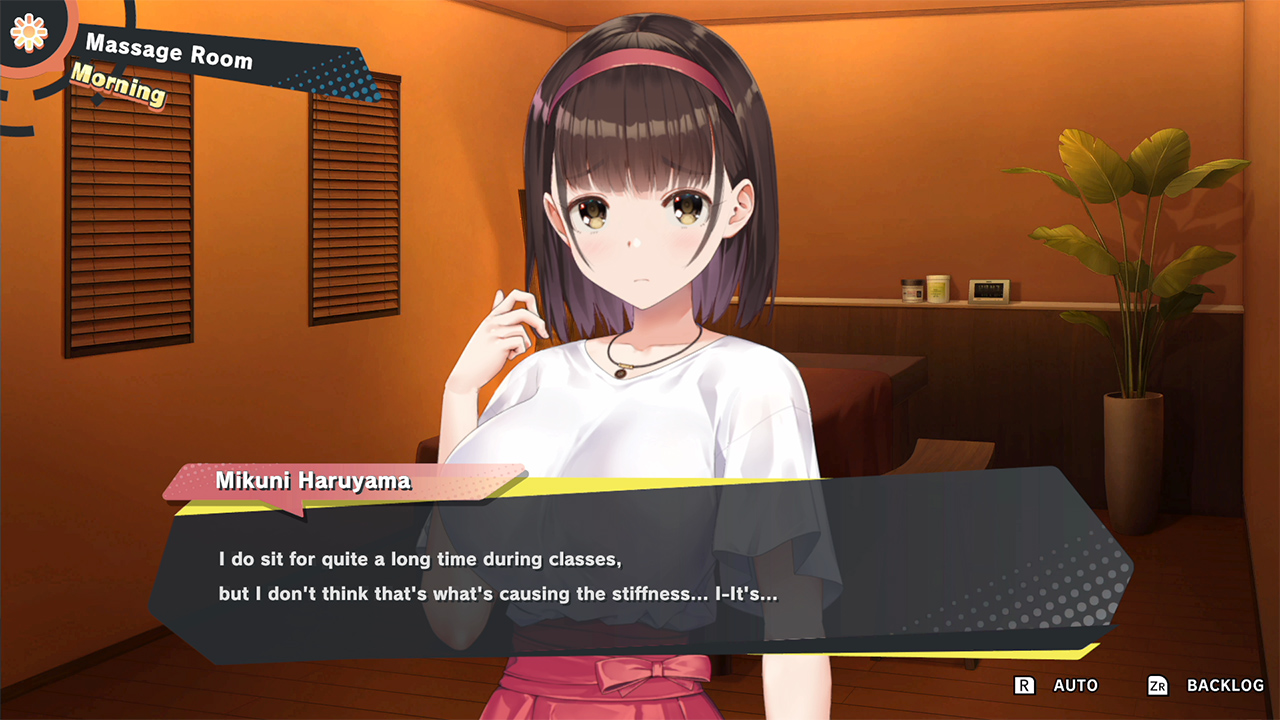 Massage Room
Morning
Mikuni Haruyama
I do sit for quite a long time during classes,
but I don't think that's what's causing the stiffness... I-It's...
R AUTO ZR BACKLOG